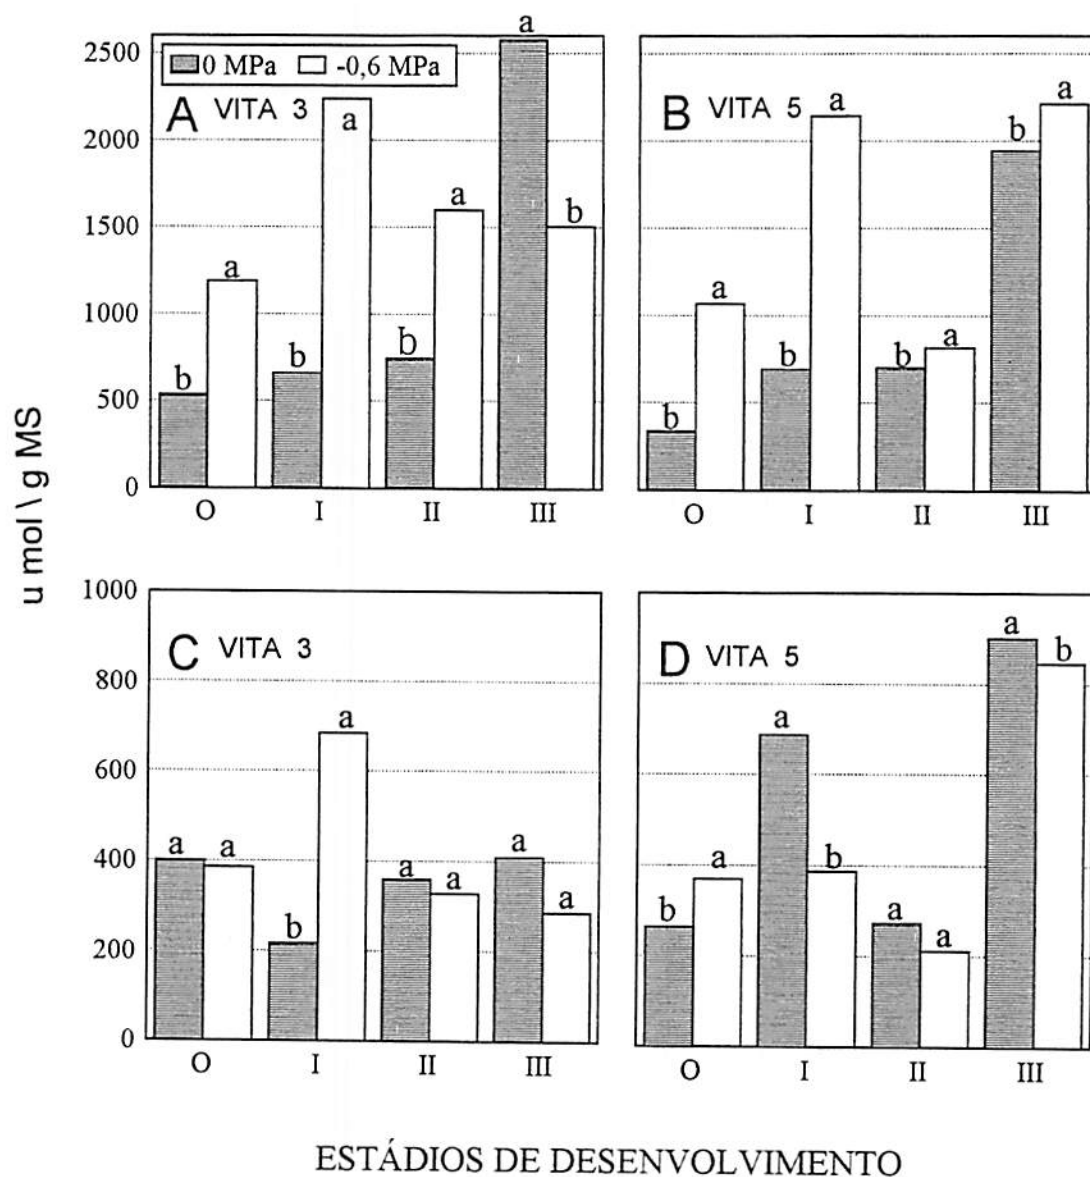 0 MPa -0,6 MPa
A VITA 3
2500
2000
1500
1000
500
0
b a b a b a a b
O I II III
B VITA 5
b a b a b a b a
O I II III
u mol \ g MS
C VITA 3
1000
800
600
400
200
0
a a b a a a a a
O I II III
D VITA 5
b a a b a a a b
O I II III
ESTÁDIOS DE DESENVOLVIMENTO